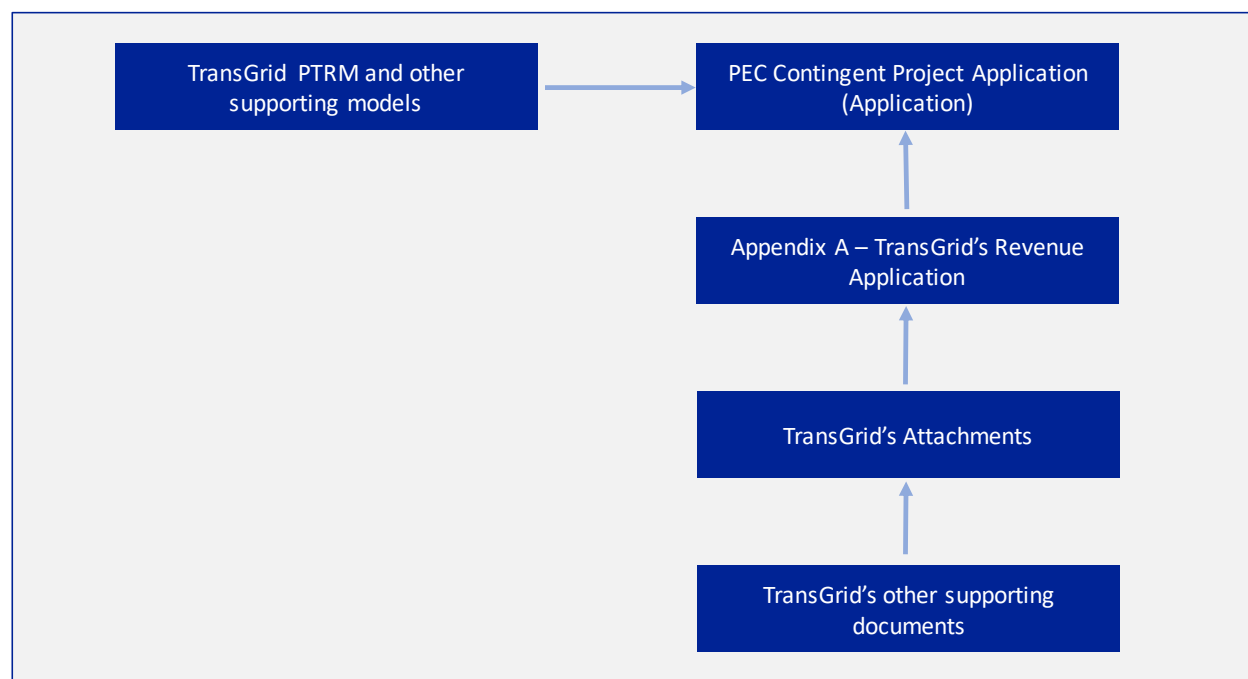 TransGrid PTRM and other
supporting models
PEC Contingent Project Application
(Application)
Appendix A – TransGrid’s Revenue
Application
TransGrid’s Attachments
TransGrid’s other supporting
documents